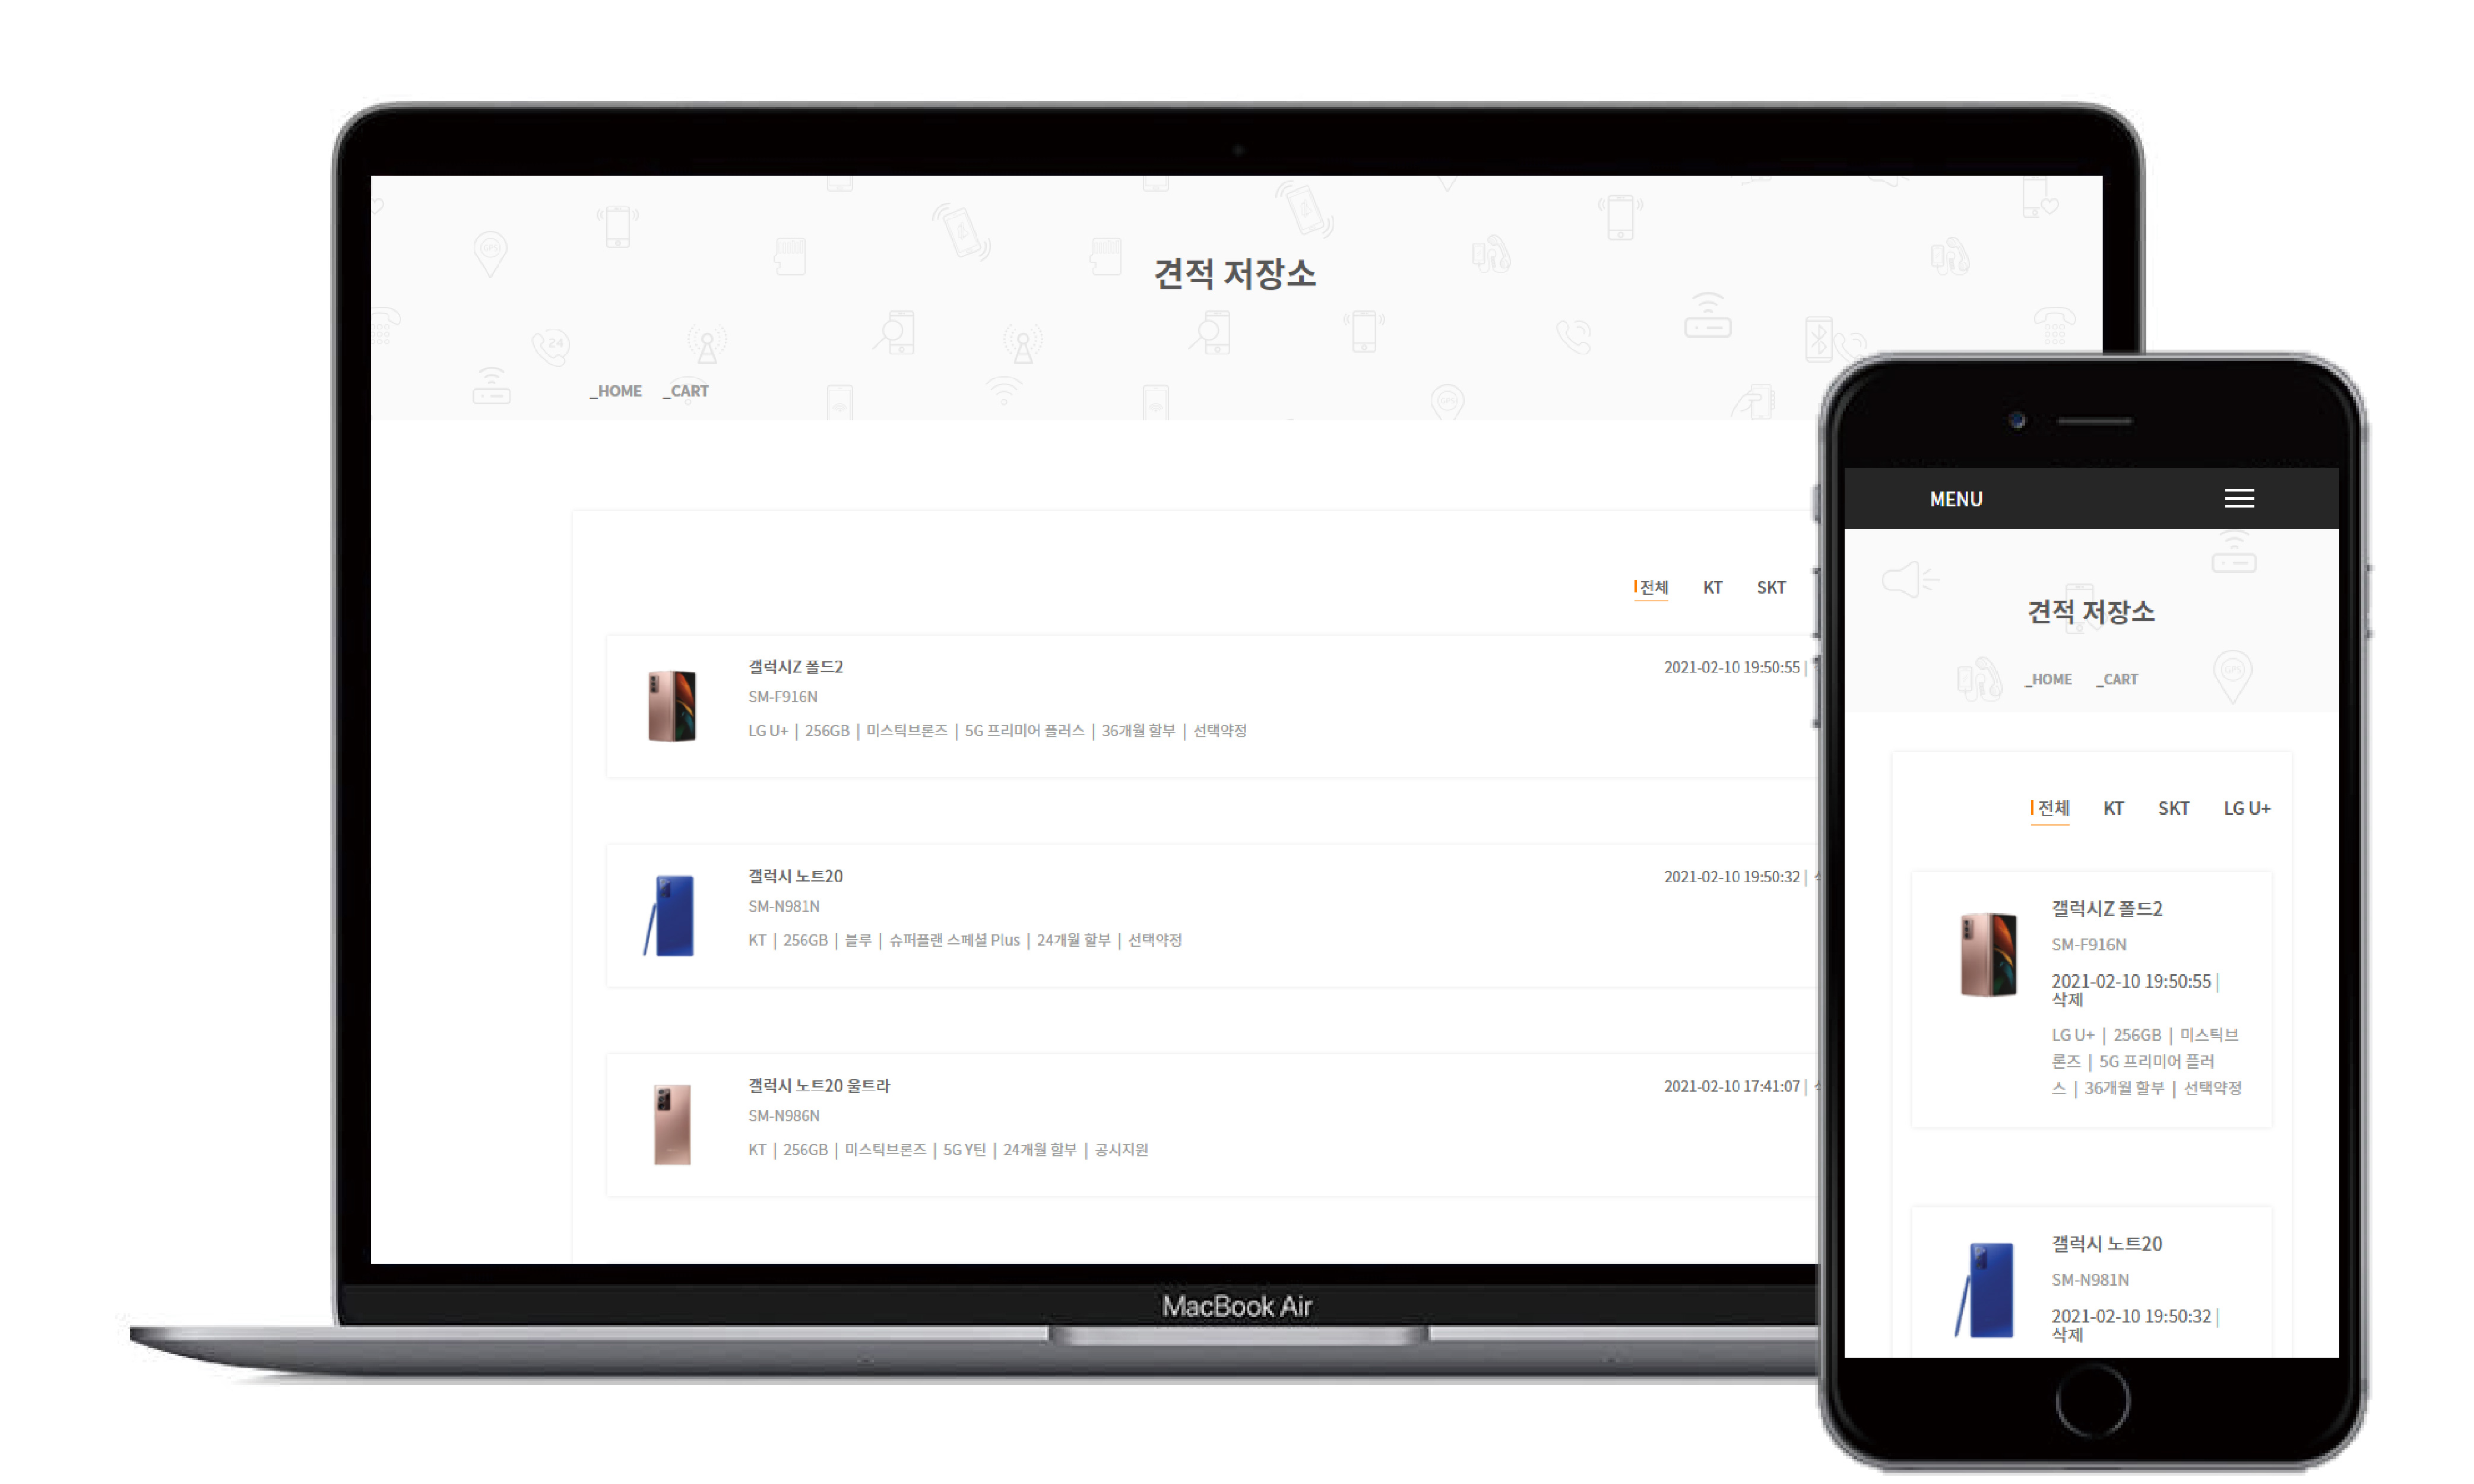 견적 저장소
_HOME _CART
전체 KT SKT
갤럭시Z 폴드2
2021-02-10 19:50:55 |
SM-F916N
LG U+ | 256GB | 미스틱브론즈 | 5G 프리미어 플러스 | 36개월 할부 | 선택약정
갤럭시 노트20
2021-02-10 19:50:32 |
SM-N981N
KT | 256GB | 블루 | 슈퍼플랜 스페셜 Plus | 24개월 할부 | 선택약정
갤럭시 노트20 울트라
2021-02-10 17:41:07 |
SM-N986N
KT | 256GB | 미스틱브론즈 | 5G Y틴 | 24개월 할부 | 공시지원
MacBook Air
MENU
견적 저장소
_HOME _CART
전체 KT SKT LG U+
갤럭시Z 폴드2
SM-F916N
2021-02-10 19:50:55 |
삭제
LG U+ | 256GB | 미스틱브
론즈 | 5G 프리미어 플러
스 | 36개월 할부 | 선택약정
갤럭시 노트20
SM-N981N
2021-02-10 19:50:32 |
삭제